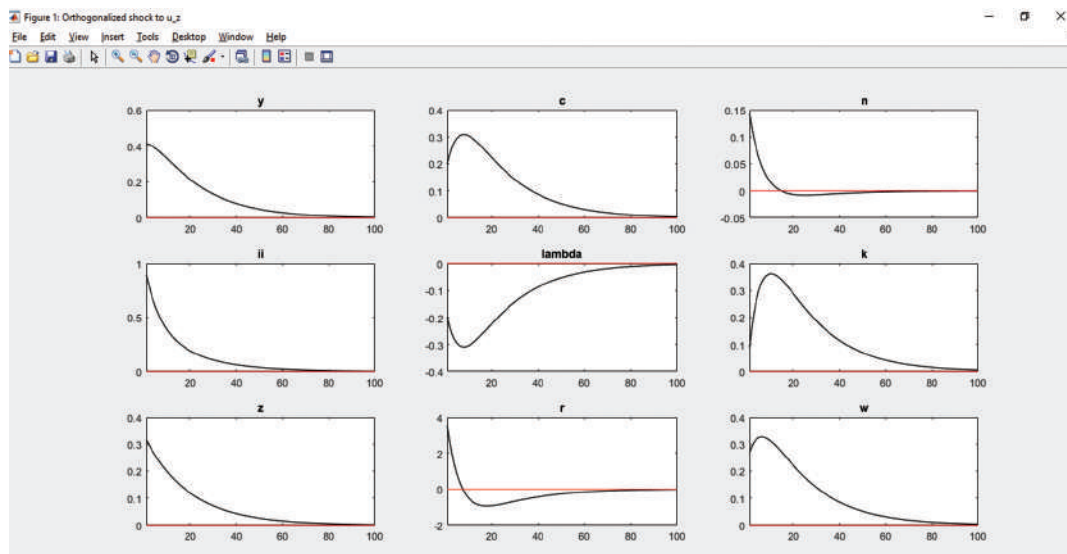 Figure 1: Orthogonalized shock to u_z
File Edit View Insert Tools Desktop Window Help
y
0.6
0.4
0.2
0
20 40 60 80 100
c
0.4
0.3
0.2
0.1
0
20 40 60 80 100
n
0.15
0.1
0.05
0
-0.05
20 40 60 80 100
ii
1
0.5
0
20 40 60 80 100
lambda
0
-0.1
-0.2
-0.3
-0.4
20 40 60 80 100
k
0.4
0.3
0.2
0.1
0
20 40 60 80 100
z
0.4
0.3
0.2
0.1
0
20 40 60 80 100
r
4
2
0
-2
20 40 60 80 100
w
0.4
0.3
0.2
0.1
0
20 40 60 80 100